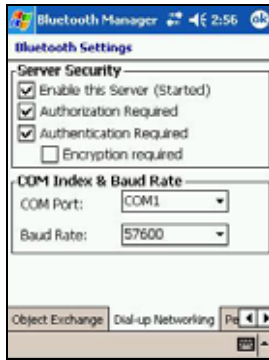 Bluetooth Manager 2:56 ok
Bluetooth Settings
Server Security
Enable this Server (Started)
Authorization Required
Authentication Required
Encryption required
COM Index & Baud Rate
COM Port: COM1
Baud Rate: 57600
Object Exchange Dial-up Networking Pe